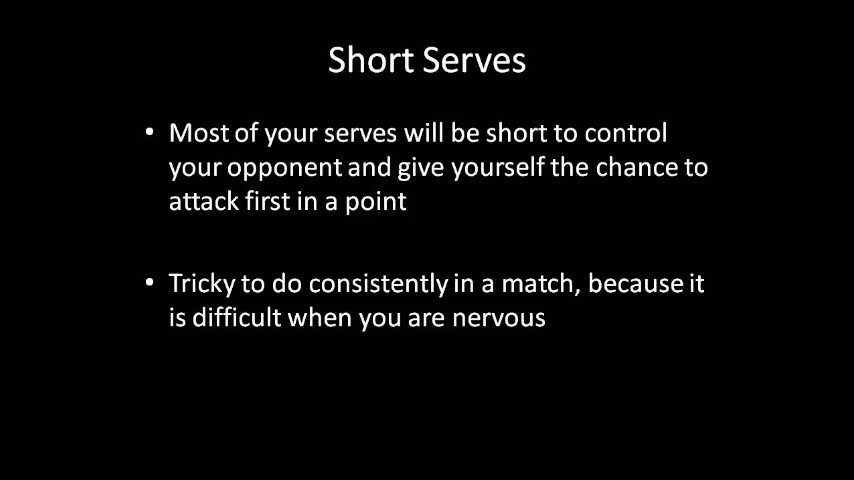 Short Serves
• Most of your serves will be short to control
your opponent and give yourself the chance to
attack first in a point
• Tricky to do consistently in a match, because it
is difficult when you are nervous